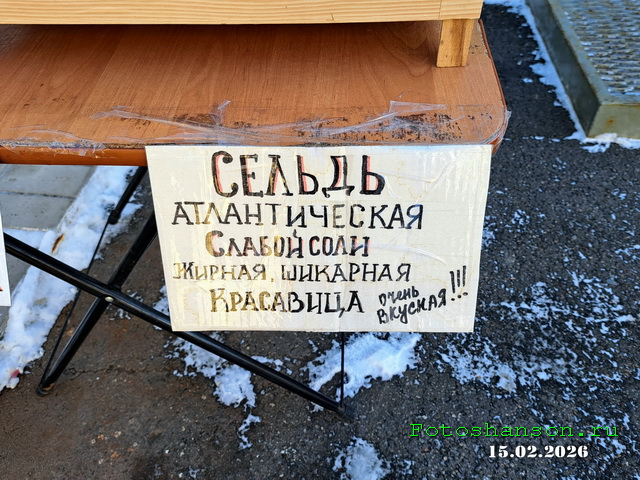 СЕЛЬДЬ
АТЛАНТИЧЕСКАЯ
СЛАБОЙ СОЛИ
ЖИРНАЯ, ШИКАРНАЯ
КРАСАВИЦА
ОЧЕНЬ
ВКУСНАЯ!!!
Fotoshanson.ru
15.02.2026